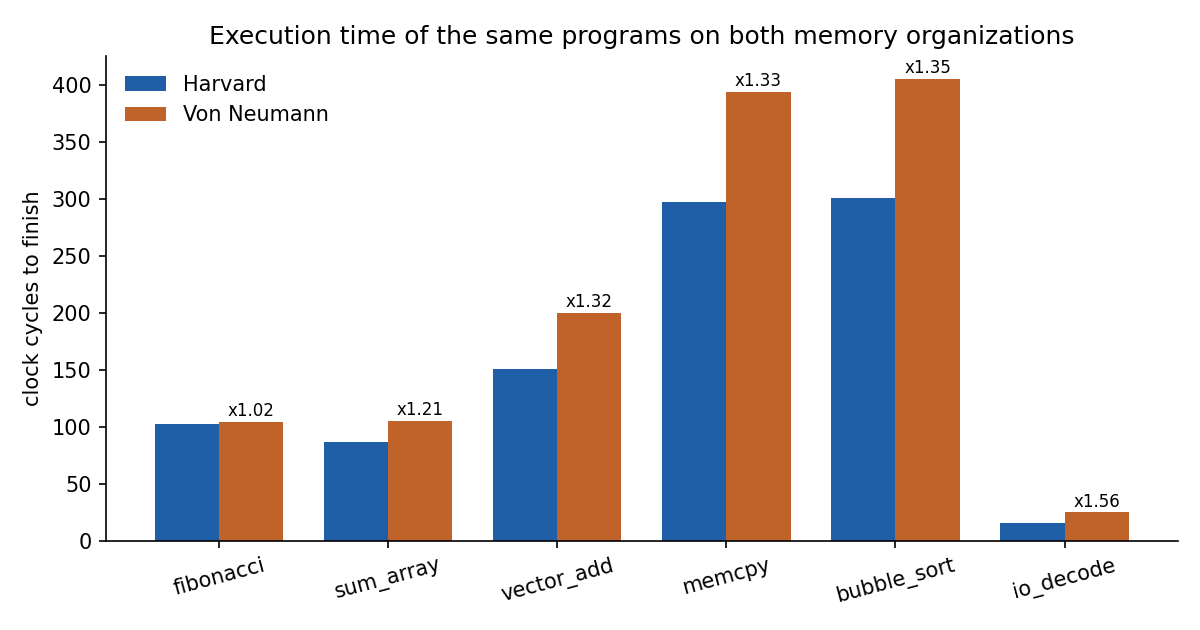 Execution time of the same programs on both memory organizations
Harvard
Von Neumann
clock cycles to finish
400
350
300
250
200
150
100
50
0
x1.02
x1.21
x1.32
x1.33
x1.35
x1.56
fibonacci
sum_array
vector_add
memcpy
bubble_sort
io_decode